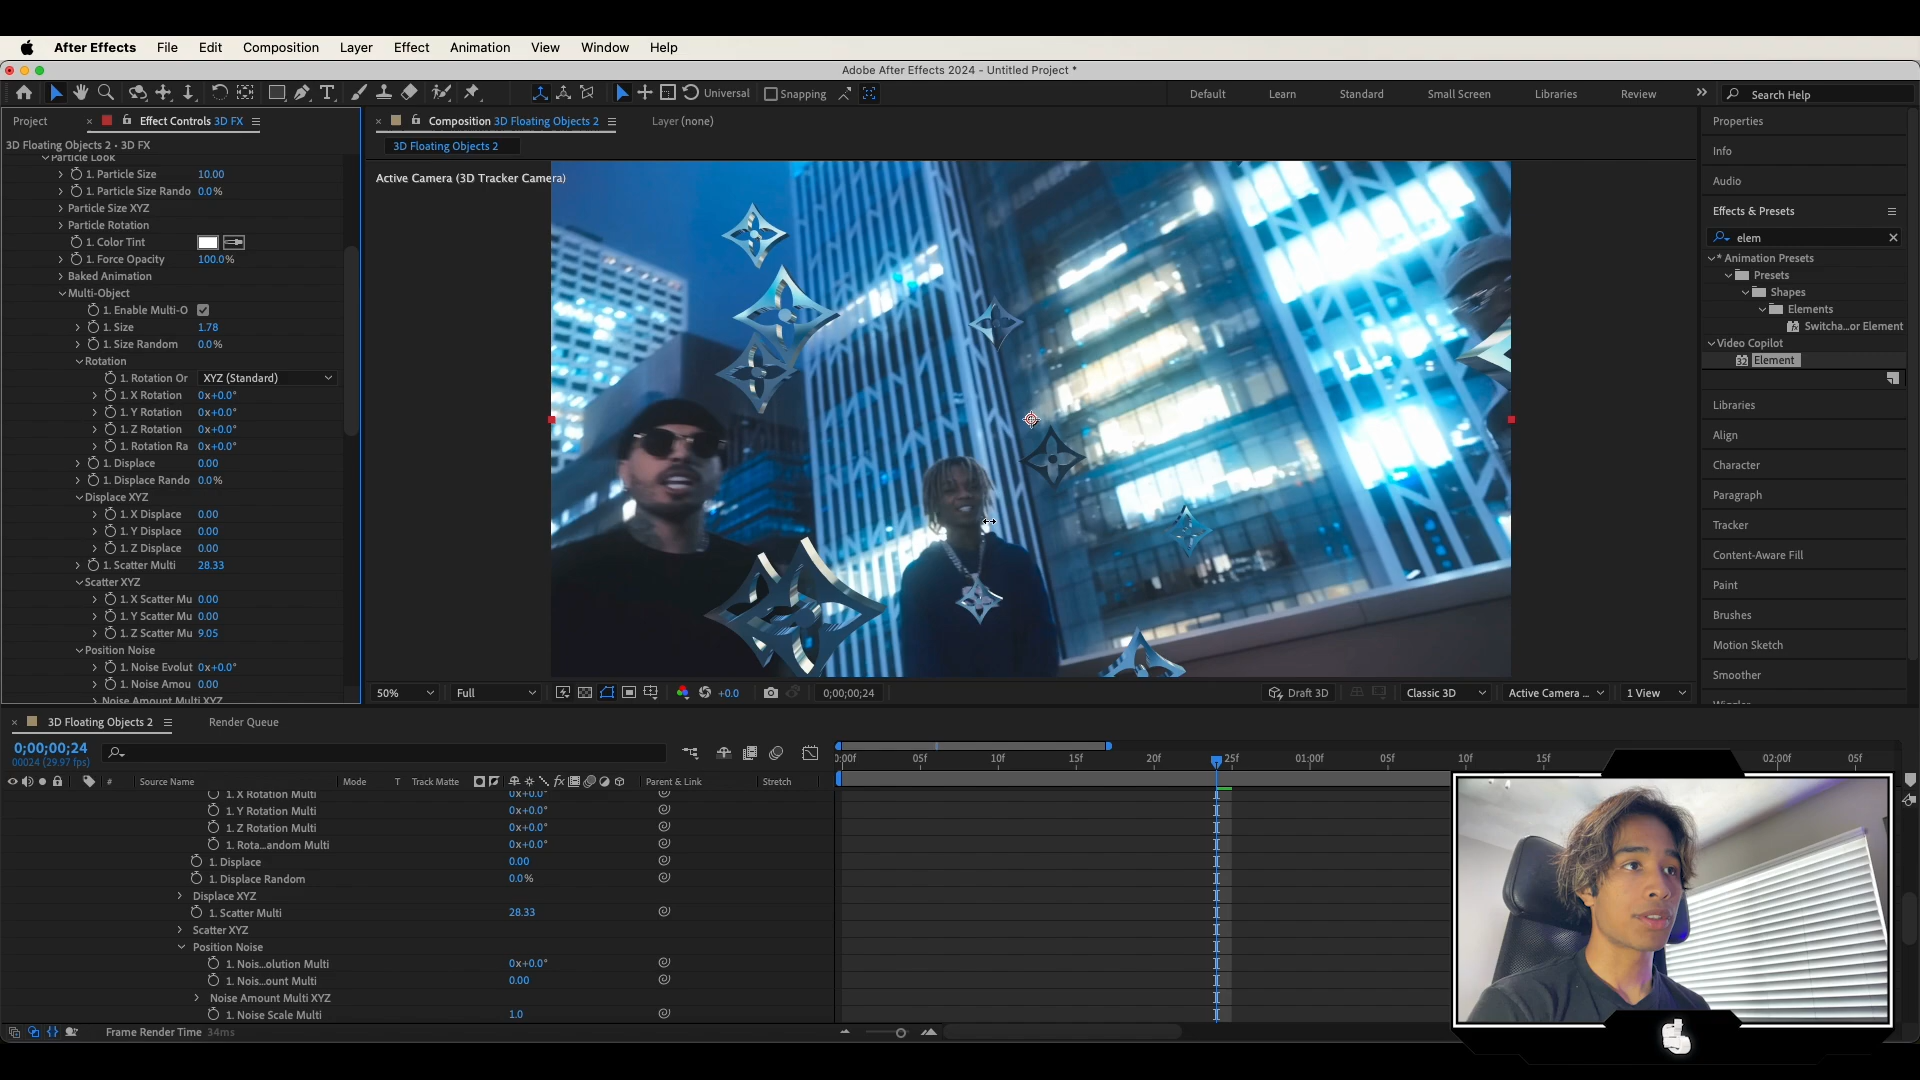 After Effects File Edit Composition Layer Effect Animation View Window Help
Adobe After Effects 2024 - Untitled Project *
Universal Snapping Default Learn Standard Small Screen Libraries Review Search Help
Project × Effect Controls 3D FX
3D Floating Objects 2 • 3D FX
Particle Look
1. Particle Size 10.00
1. Particle Size Rando 0.0%
Particle Size XYZ
Particle Rotation
1. Color Tint
1. Force Opacity 100.0%
Baked Animation
Multi-Object
1. Enable Multi-O
1. Size 1.78
1. Size Random 0.0%
Rotation
1. Rotation Or XYZ (Standard)
1. X Rotation 0x+0.0°
1. Y Rotation 0x+0.0°
1. Z Rotation 0x+0.0°
1. Rotation Ra 0x+0.0°
1. Displace 0.00
1. Displace Rando 0.0%
Displace XYZ
1. X Displace 0.00
1. Y Displace 0.00
1. Z Displace 0.00
1. Scatter Multi 28.33
Scatter XYZ
1. X Scatter Mu 0.00
1. Y Scatter Mu 0.00
1. Z Scatter Mu 9.05
Position Noise
1. Noise Evolut 0x+0.0°
1. Noise Amou 0.00
Noise Amount Multi XYZ
× Composition 3D Floating Objects 2 Layer (none)
3D Floating Objects 2
Active Camera (3D Tracker Camera)
50% Full +0.0 0;00;00;24 Draft 3D Classic 3D Active Camera ... 1 View
Properties
Info
Audio
Effects & Presets
elem
* Animation Presets
Presets
Shapes
Elements
Switcha...or Element
Video Copilot
32 Element
Libraries
Align
Character
Paragraph
Tracker
Content-Aware Fill
Paint
Brushes
Motion Sketch
Smoother
× 3D Floating Objects 2 Render Queue
0;00;00;24
00024 (29.97 fps)
# Source Name Mode T Track Matte fx Parent & Link Stretch
0:00f 05f 10f 15f 20f 25f 01:00f 05f 10f 15f 02:00f 05f
1. X Rotation Multi 0x+0.0°
1. Y Rotation Multi 0x+0.0°
1. Z Rotation Multi 0x+0.0°
1. Rota...andom Multi 0x+0.0°
1. Displace 0.00
1. Displace Random 0.0%
Displace XYZ
1. Scatter Multi 28.33
Scatter XYZ
Position Noise
1. Nois...olution Multi 0x+0.0°
1. Nois...ount Multi 0.00
Noise Amount Multi XYZ
1. Noise Scale Multi 1.0
Frame Render Time 34ms